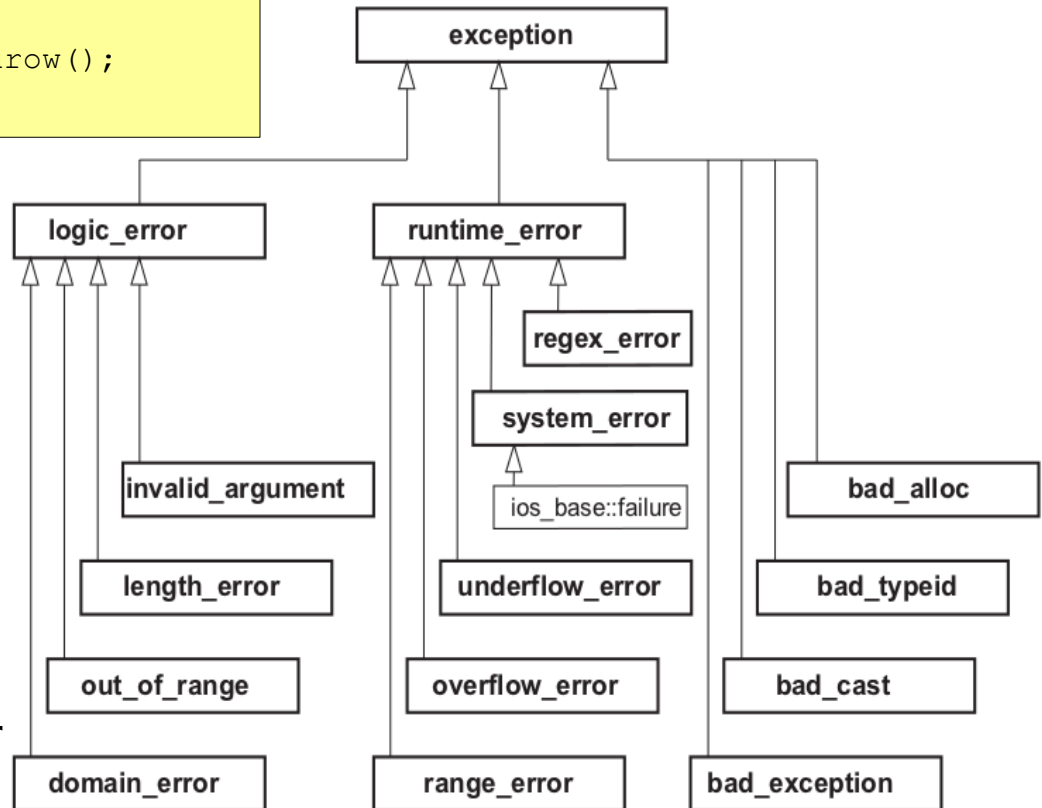 row();
exception
logic_error
runtime_error
regex_error
system_error
invalid_argument
ios_base::failure
bad_alloc
length_error
underflow_error
bad_typeid
out_of_range
overflow_error
bad_cast
domain_error
range_error
bad_exception